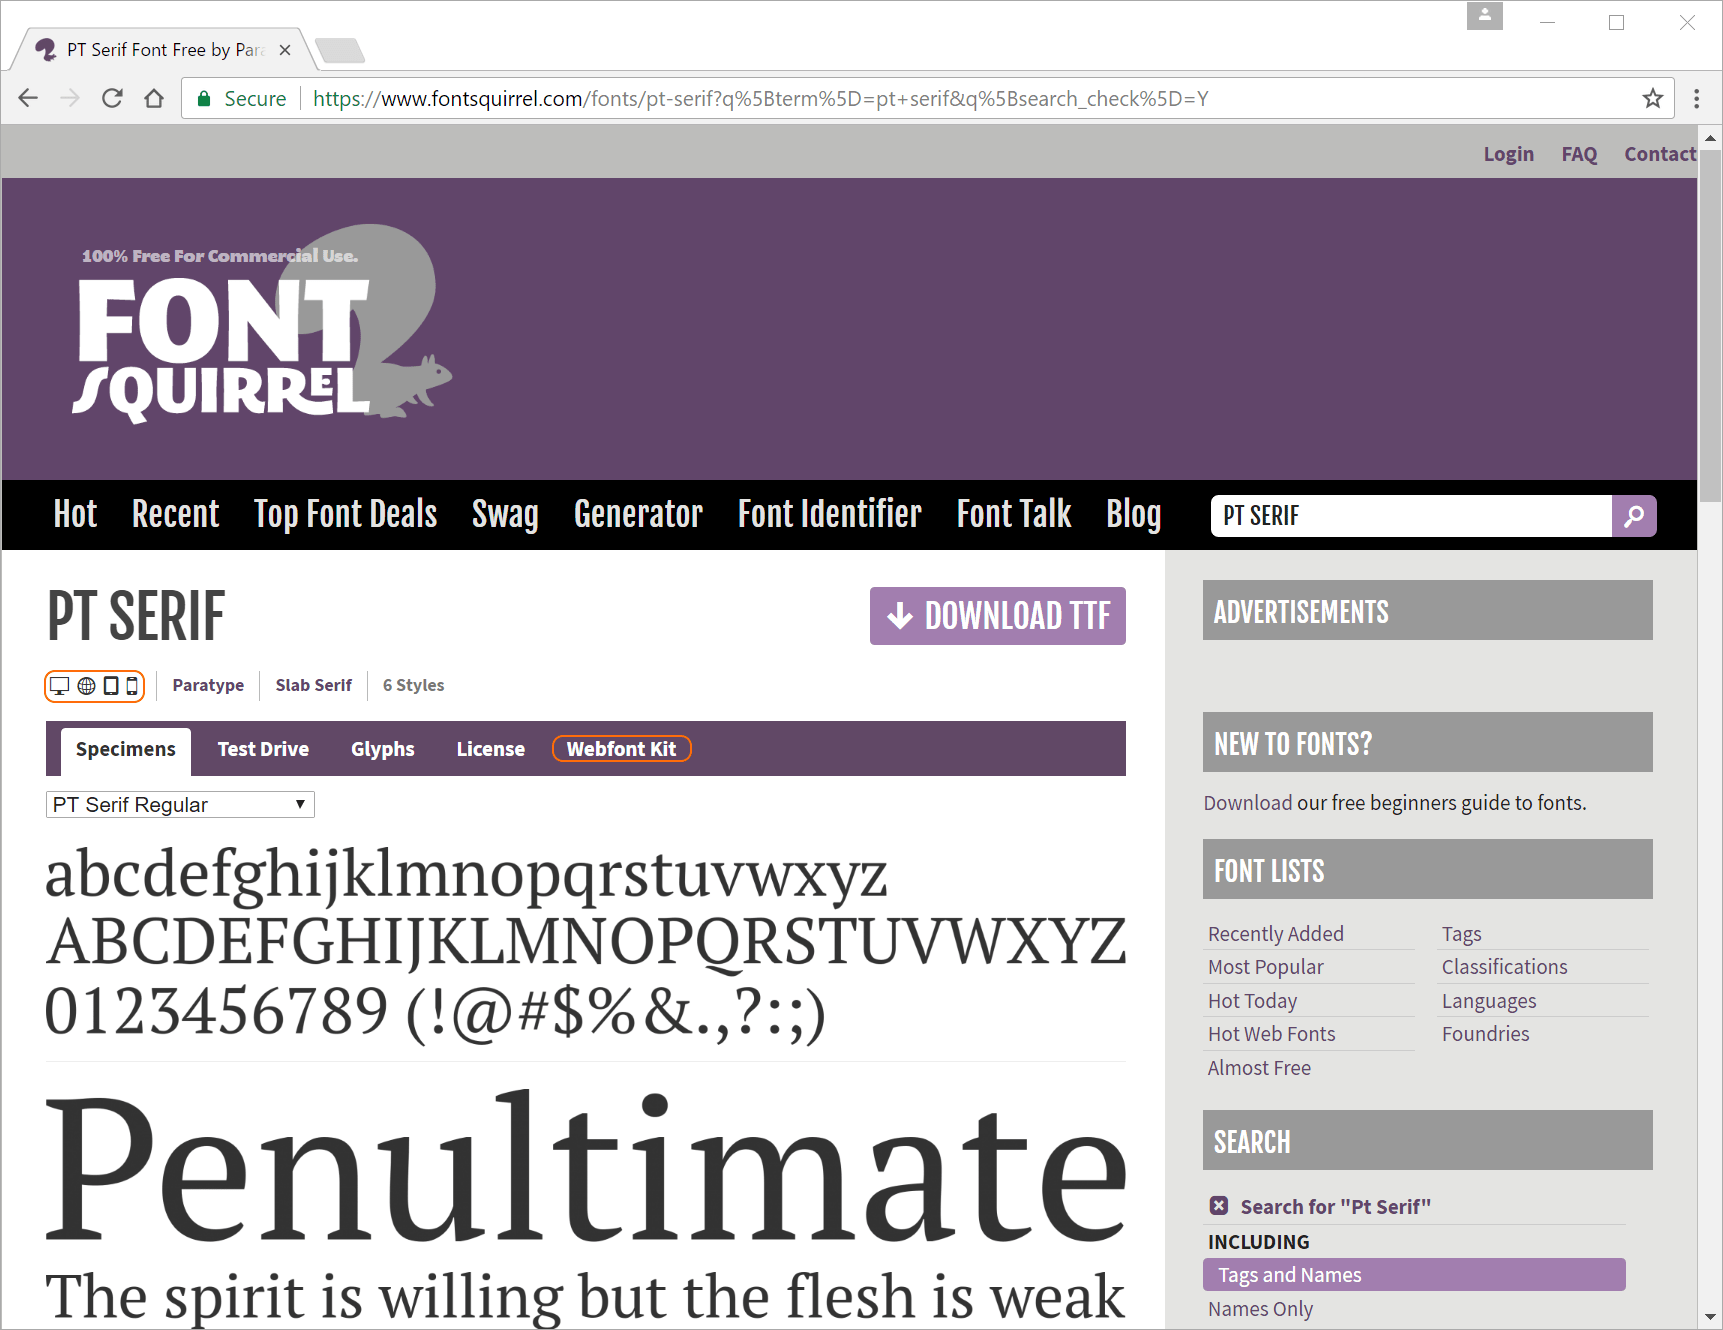 PT Serif Font Free by Para
Secure https://www.fontsquirrel.com/fonts/pt-serif?q%5Bterm%5D=pt+serif&q%5Bsearch_check%5D=Y
Login FAQ Contact
100% Free For Commercial Use.
FONT
SQUIRREL
Hot Recent Top Font Deals Swag Generator Font Identifier Font Talk Blog PT SERIF
PT SERIF
DOWNLOAD TTF
Paratype Slab Serif 6 Styles
Specimens Test Drive Glyphs License Webfont Kit
PT Serif Regular
abcdefghijklmnopqrstuvwxyz
ABCDEFGHIJKLMNOPQRSTUVWXYZ
0123456789 (!@#$%&.,?:;)
Penultimate
The spirit is willing but the flesh is weak
ADVERTISEMENTS
NEW TO FONTS?
Download our free beginners guide to fonts.
FONT LISTS
Recently Added
Most Popular
Hot Today
Hot Web Fonts
Almost Free
Tags
Classifications
Languages
Foundries
SEARCH
Search for "Pt Serif"
INCLUDING
Tags and Names
Names Only